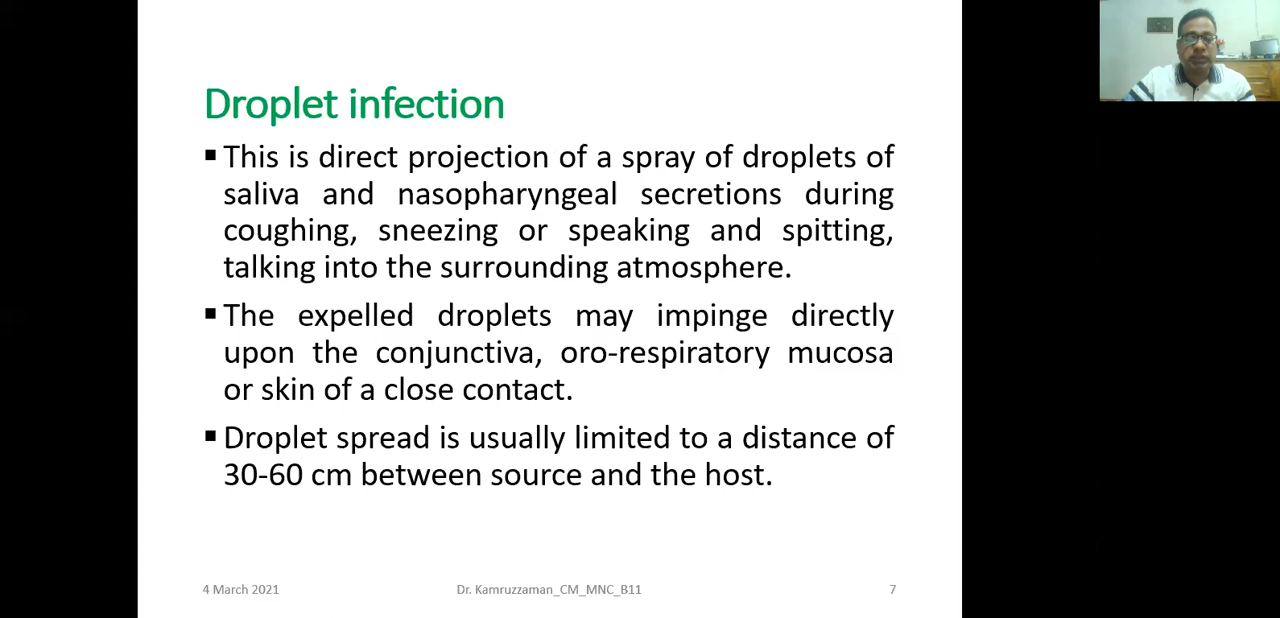 Droplet infection
▪ This is direct projection of a spray of droplets of
saliva and nasopharyngeal secretions during
coughing, sneezing or speaking and spitting,
talking into the surrounding atmosphere.
▪ The expelled droplets may impinge directly
upon the conjunctiva, oro-respiratory mucosa
or skin of a close contact.
▪ Droplet spread is usually limited to a distance of
30-60 cm between source and the host.
4 March 2021 Dr. Kamruzzaman_CM_MNC_B11 7